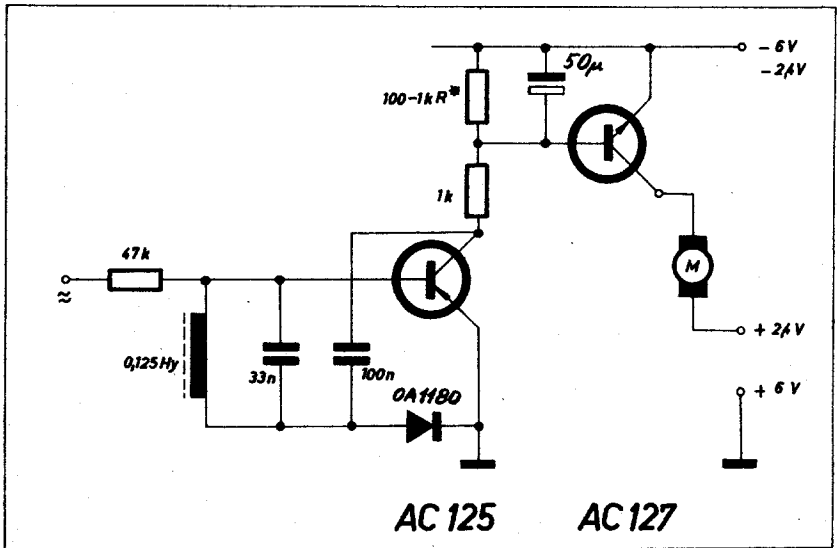 50µ
- 6V
- 2,4V
100-1k R*
1k
47k
≈
M
0,125Hy
33n
100n
OA1180
+ 2,4V
+ 6V
AC 125
AC 127